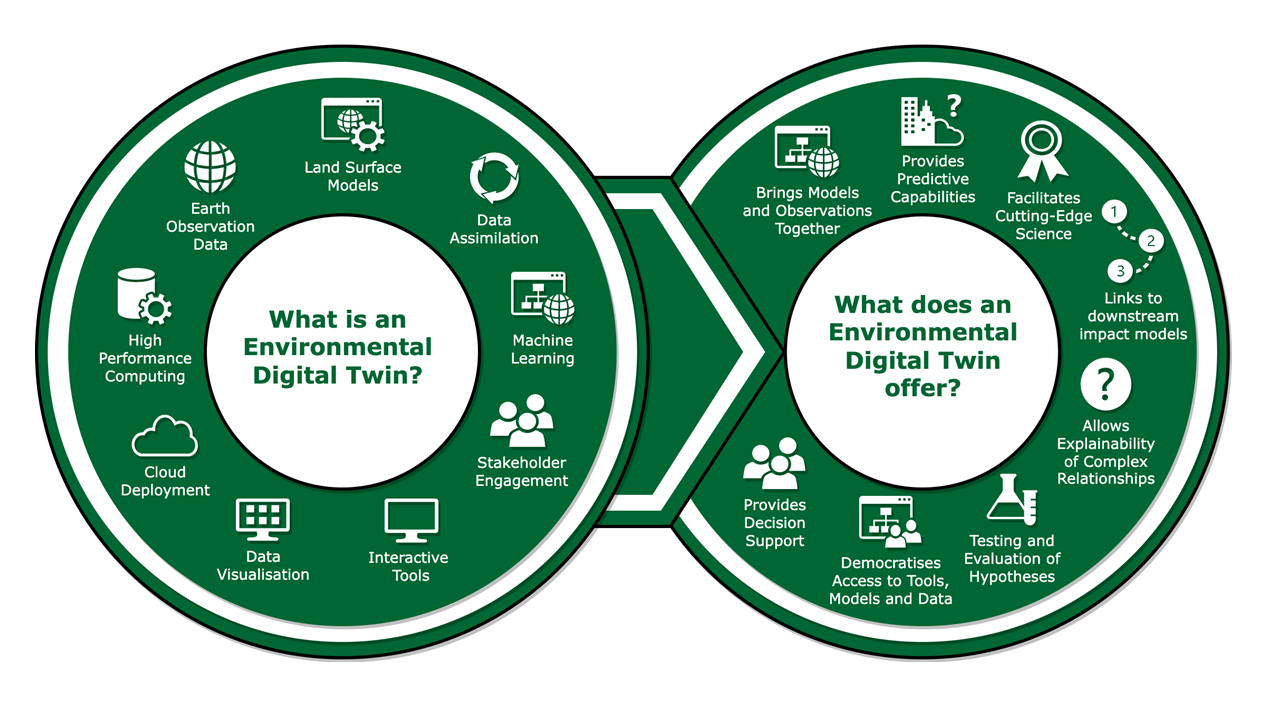 What is an
Environmental
Digital Twin?
Land Surface
Models
Data
Assimilation
Machine
Learning
Stakeholder
Engagement
Interactive
Tools
Data
Visualisation
Cloud
Deployment
High
Performance
Computing
Earth
Observation
Data
What does an
Environmental
Digital Twin
offer?
Brings Models
and Observations
Together
?
Provides
Predictive
Capabilities
Facilitates
Cutting-Edge
Science
1
2
3
Links to
downstream
impact models
?
Allows
Explainability
of Complex
Relationships
Testing and
Evaluation of
Hypotheses
Democratises
Access to Tools,
Models and Data
Provides
Decision
Support